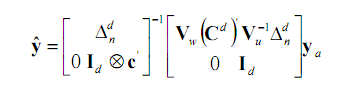 ŷ = [ Δ_n^d ; 0 I_d ⊗ c' ]^{-1} [ V_w (C^d)' V_u^{-1} Δ_n^d ; 0 I_d ] y_a